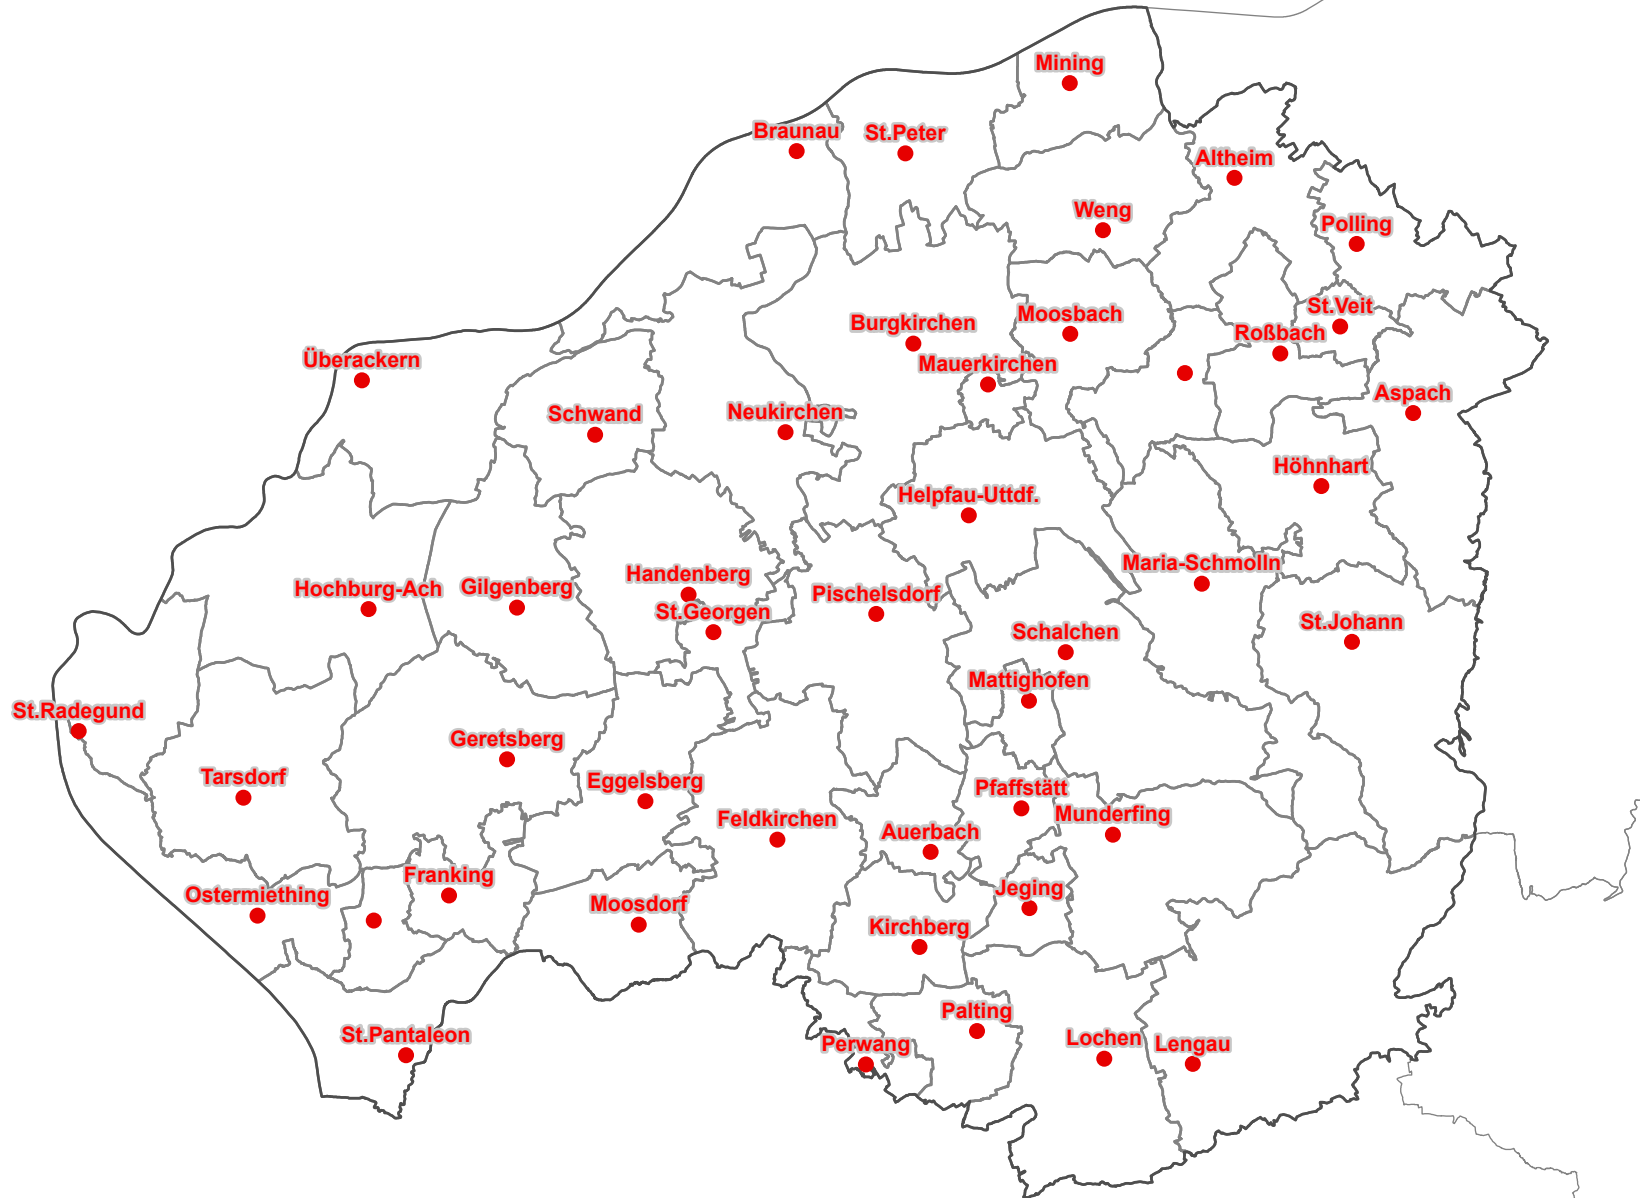 Mining
Braunau
St.Peter
Altheim
Weng
Polling
St.Veit
Moosbach
Burgkirchen
Roßbach
Überackern
Mauerkirchen
Aspach
Schwand
Neukirchen
Höhnhart
Helpfau-Uttdf.
Maria-Schmolln
Handenberg
Hochburg-Ach
Gilgenberg
Pischelsdorf
St.Georgen
St.Johann
Schalchen
Mattighofen
St.Radegund
Geretsberg
Tarsdorf
Eggelsberg
Pfaffstätt
Munderfing
Feldkirchen
Auerbach
Franking
Jeging
Ostermiething
Moosdorf
Kirchberg
Palting
St.Pantaleon
Lochen
Perwang
Lengau